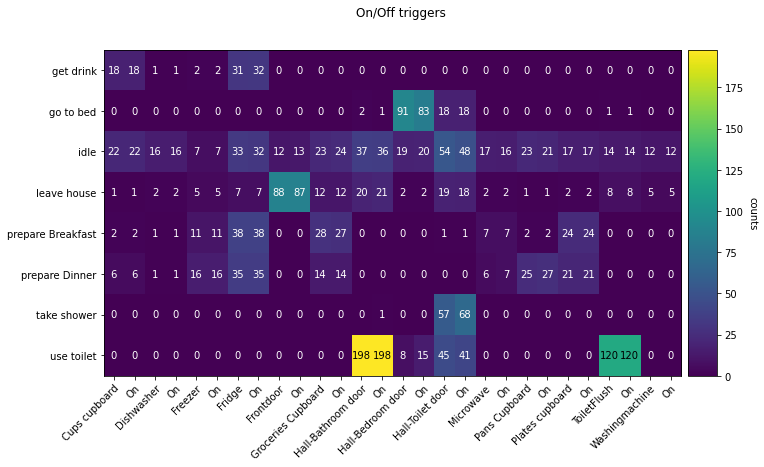 On/Off triggers
get drink 18 18 1 1 2 2 31 32 0 0 0 0 0 0 0 0 0 0 0 0 0 0 0 0 0 0 0 0
go to bed 0 0 0 0 0 0 0 0 0 0 0 0 2 1 91 83 18 18 0 0 0 0 0 0 1 1 0 0
idle 22 22 16 16 7 7 33 32 12 13 23 24 37 36 19 20 54 48 17 16 23 21 17 17 14 14 12 12
leave house 1 1 2 2 5 5 7 7 88 87 12 12 20 21 2 2 19 18 2 2 1 1 2 2 8 8 5 5
prepare Breakfast 2 2 1 1 11 11 38 38 0 0 28 27 0 0 0 0 1 1 7 7 2 2 24 24 0 0 0 0
prepare Dinner 6 6 1 1 16 16 35 35 0 0 14 14 0 0 0 0 0 0 6 7 25 27 21 21 0 0 0 0
take shower 0 0 0 0 0 0 0 0 0 0 0 0 0 1 0 0 57 68 0 0 0 0 0 0 0 0 0 0
use toilet 0 0 0 0 0 0 0 0 0 0 0 0 198 198 8 15 45 41 0 0 0 0 0 0 120 120 0 0
Cups cupboard On Dishwasher On Freezer On Fridge On Frontdoor On Groceries Cupboard On Hall-Bathroom door On Hall-Bedroom door On Hall-Toilet door On Microwave On Pans Cupboard On Plates cupboard On ToiletFlush On Washingmachine On
175
150
125
100
75
50
25
0
counts